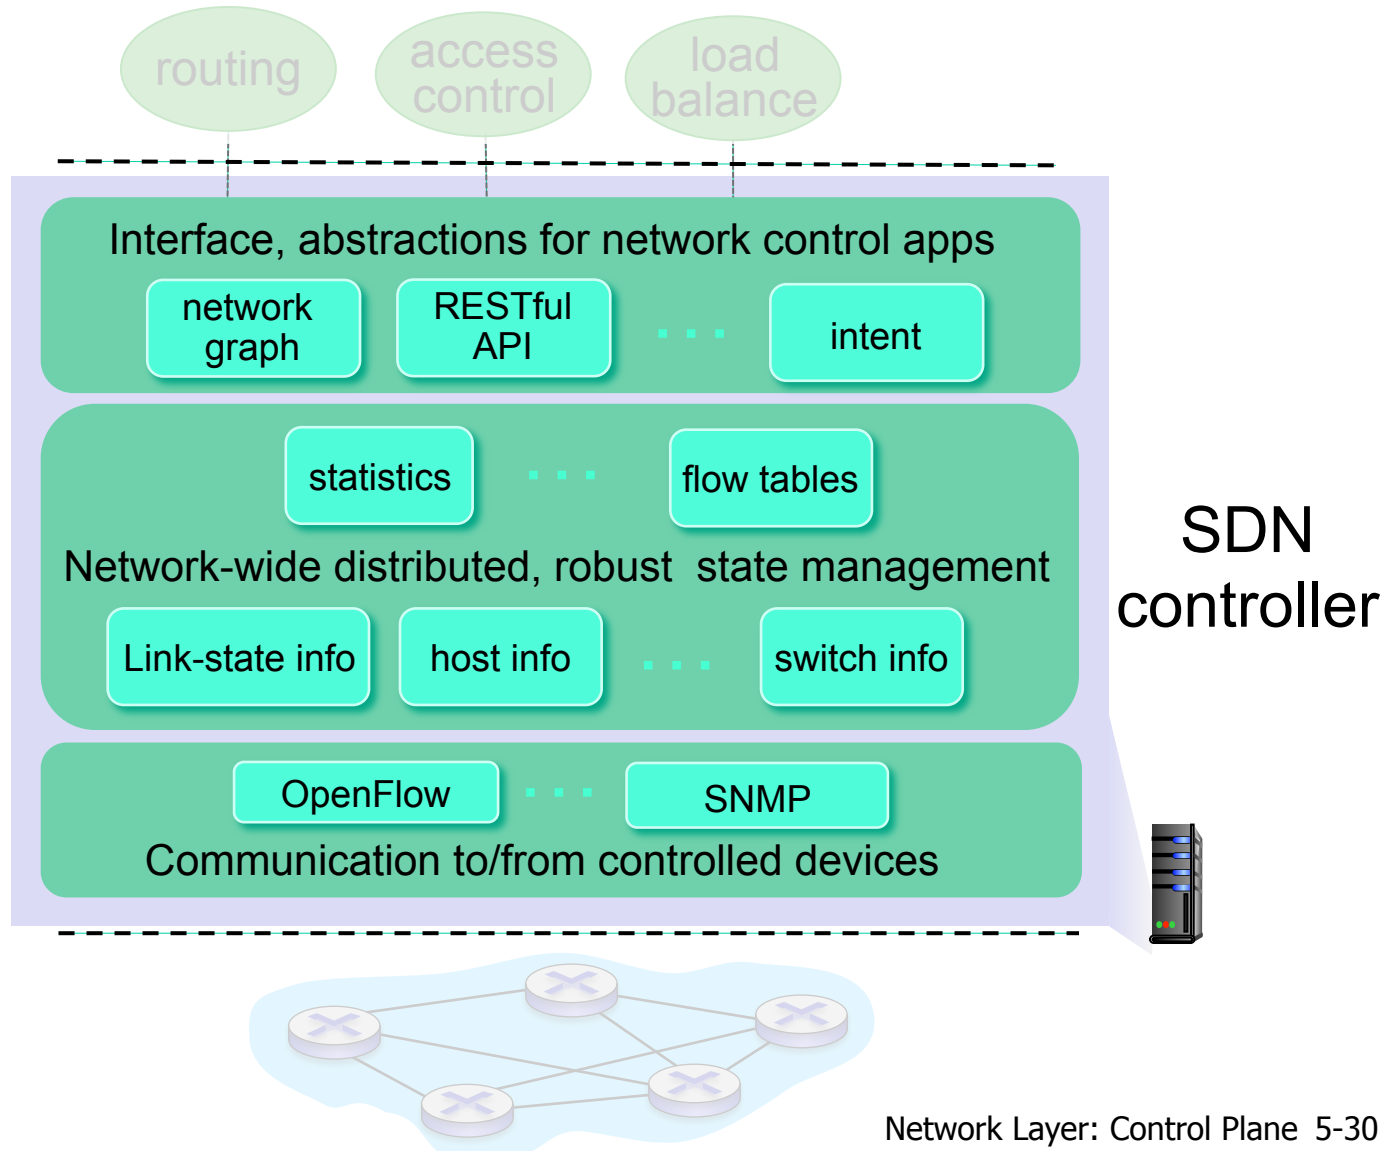 routing
access
control
load
balance
Interface, abstractions for network control apps
network
graph
RESTful
API
intent
statistics
flow tables
Network-wide distributed, robust  state management
Link-state info
host info
switch info
OpenFlow
SNMP
Communication to/from controlled devices
SDN
controller
Network Layer: Control Plane 5-30